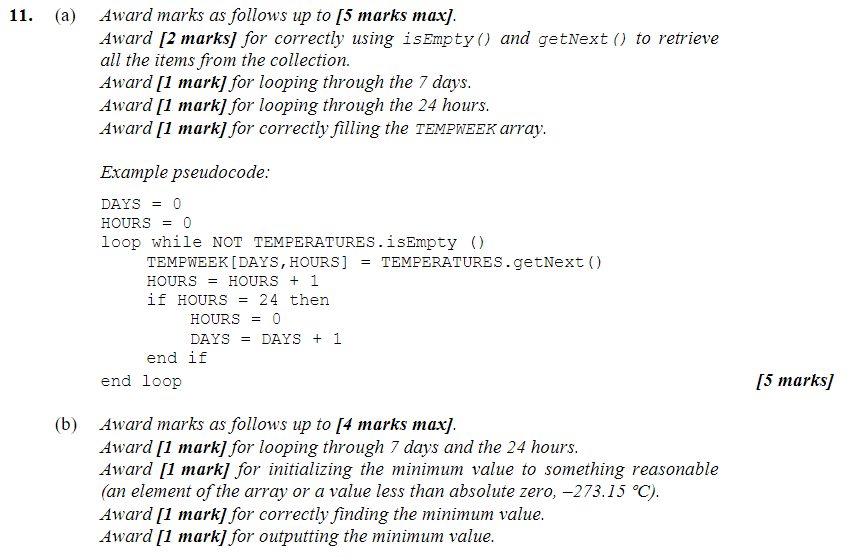 11. (a) Award marks as follows up to [5 marks max].
Award [2 marks] for correctly using isEmpty() and getNext() to retrieve
all the items from the collection.
Award [1 mark] for looping through the 7 days.
Award [1 mark] for looping through the 24 hours.
Award [1 mark] for correctly filling the TEMPWEEK array.
Example pseudocode:
DAYS = 0
HOURS = 0
loop while NOT TEMPERATURES.isEmpty ()
TEMPWEEK[DAYS,HOURS] = TEMPERATURES.getNext()
HOURS = HOURS + 1
if HOURS = 24 then
HOURS = 0
DAYS = DAYS + 1
end if
end loop [5 marks]
(b) Award marks as follows up to [4 marks max].
Award [1 mark] for looping through 7 days and the 24 hours.
Award [1 mark] for initializing the minimum value to something reasonable
(an element of the array or a value less than absolute zero, –273.15 °C).
Award [1 mark] for correctly finding the minimum value.
Award [1 mark] for outputting the minimum value.